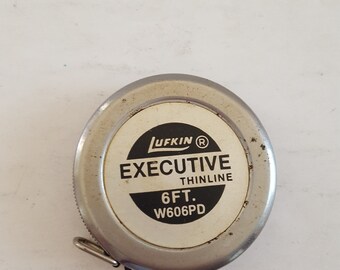 LUFKIN ®
EXECUTIVE
THINLINE
6FT.
W606PD